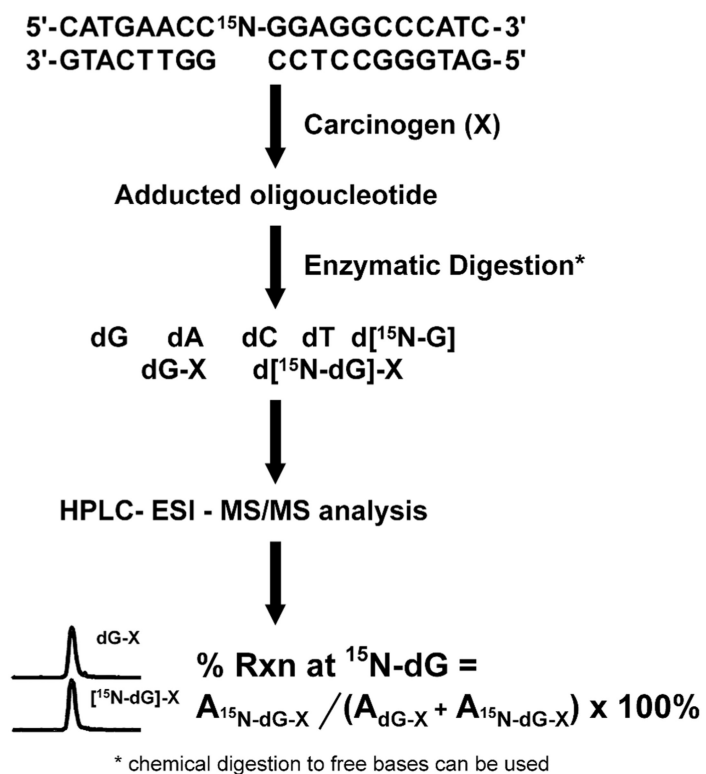 5'-CATGAACC¹⁵N-GGAGGCCCATC-3'
3'-GTACTTGG CCTCCGGGTAG-5'
Carcinogen (X)
Adducted oligoucleotide
Enzymatic Digestion*
dG dA dC dT d[¹⁵N-G]
dG-X d[¹⁵N-dG]-X
HPLC- ESI - MS/MS analysis
dG-X
[¹⁵N-dG]-X
% Rxn at ¹⁵N-dG =
A₁₅N-dG-X /(AdG-X + A₁₅N-dG-X) x 100%
* chemical digestion to free bases can be used